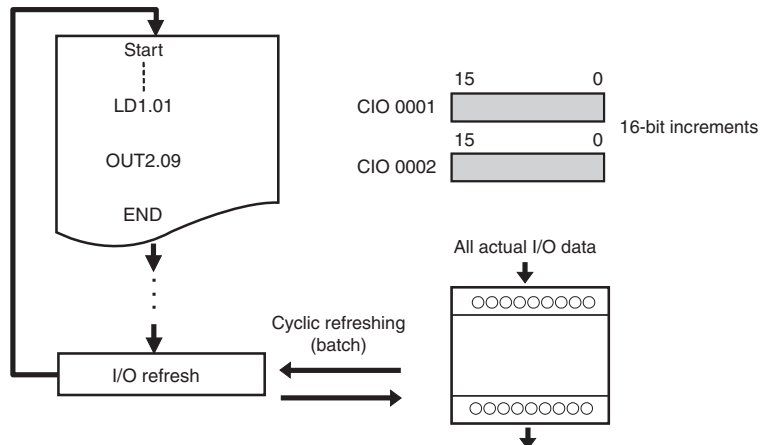 Start
LD1.01
OUT2.09
END
I/O refresh
Cyclic refreshing
(batch)
15 0
CIO 0001
15 0
CIO 0002
16-bit increments
All actual I/O data